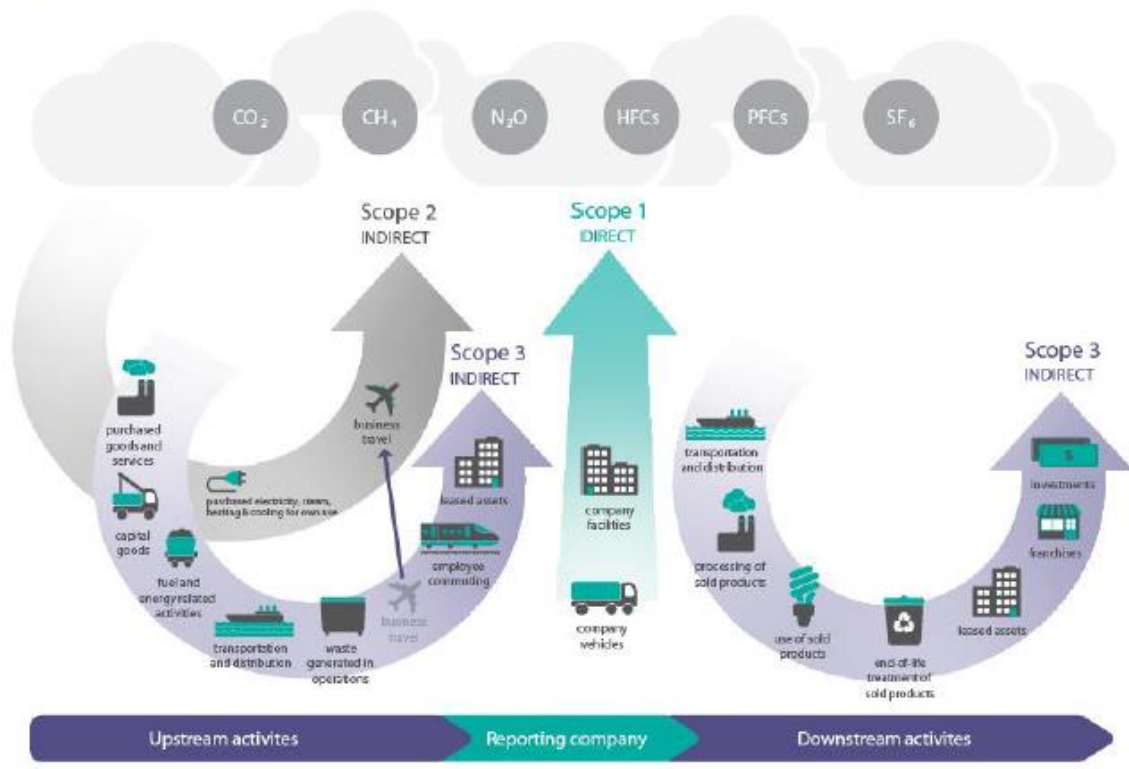 CO₂
CH₄
N₂O
HFCs
PFCs
SF₆
Scope 2
INDIRECT
Scope 1
IDIRECT
Scope 3
INDIRECT
Scope 3
INDIRECT
purchased
goods and
services
capital
goods
fuel and
energy related
activities
transportation
and distribution
waste
generated in
operations
business
travel
employee
commuting
leased assets
purchased electricity, steam,
heating & cooling for own use
business
travel
company
facilities
company
vehicles
transportation
and distribution
processing of
sold products
use of sold
products
end-of-life
treatment of
sold products
leased assets
franchises
investments
$
Upstream activites
Reporting company
Downstream activites